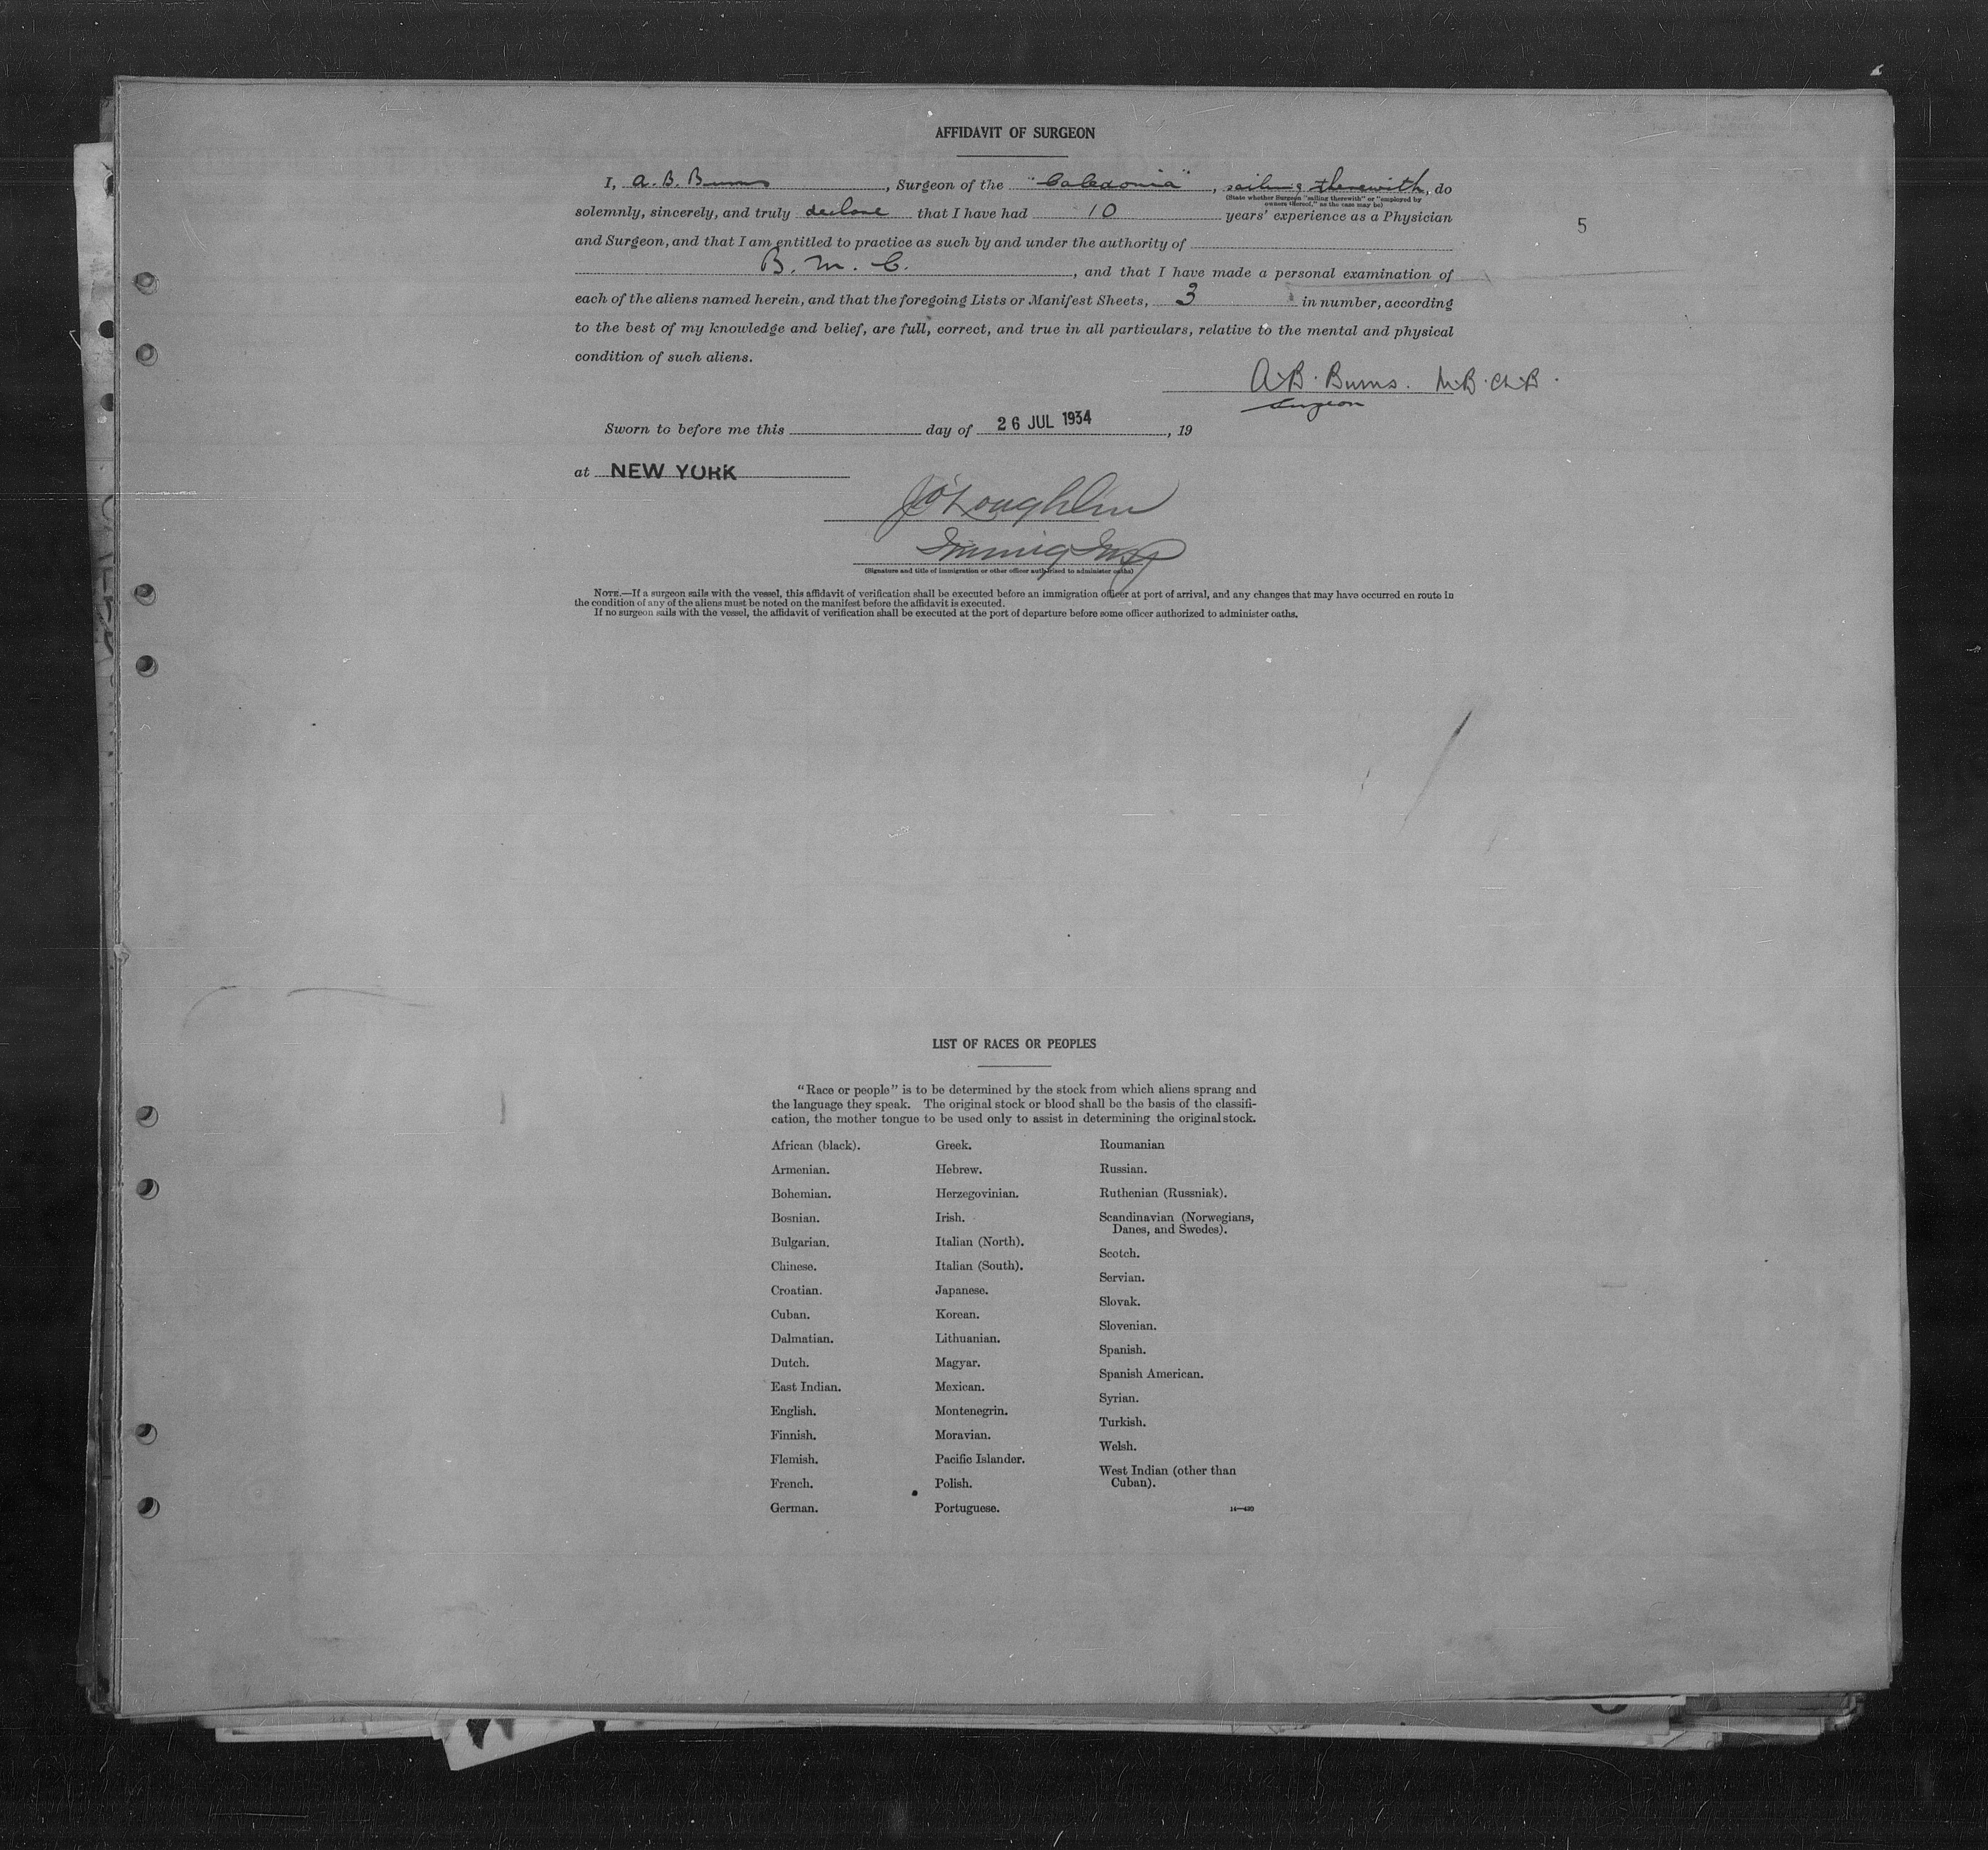 AFFIDAVIT OF SURGEON
I, A. B. Burns, Surgeon of the "Caledonia", sailing therewith, do
(State whether Surgeon "sailing therewith" or "employed by
owners thereof," as the case may be)
solemnly, sincerely, and truly declare that I have had 10 years' experience as a Physician
5
and Surgeon, and that I am entitled to practice as such by and under the authority of
B. M. C., and that I have made a personal examination of
each of the aliens named herein, and that the foregoing Lists or Manifest Sheets, 3 in number, according
to the best of my knowledge and belief, are full, correct, and true in all particulars, relative to the mental and physical
condition of such aliens.
A. B. Burns. M.B. Ch.B.
Surgeon
Sworn to before me this day of 26 JUL 1934, 19
at NEW YORK
J O'Loughlin
Immig Insp
(Signature and title of immigration or other officer authorized to administer oaths)
NOTE.—If a surgeon sails with the vessel, this affidavit of verification shall be executed before an immigration officer at port of arrival, and any changes that may have occurred en route in
the condition of any of the aliens must be noted on the manifest before the affidavit is executed.
If no surgeon sails with the vessel, the affidavit of verification shall be executed at the port of departure before some officer authorized to administer oaths.
LIST OF RACES OR PEOPLES
"Race or people" is to be determined by the stock from which aliens sprang and
the language they speak. The original stock or blood shall be the basis of the classifi-
cation, the mother tongue to be used only to assist in determining the original stock.
African (black).
Armenian.
Bohemian.
Bosnian.
Bulgarian.
Chinese.
Croatian.
Cuban.
Dalmatian.
Dutch.
East Indian.
English.
Finnish.
Flemish.
French.
German.
Greek.
Hebrew.
Herzegovinian.
Irish.
Italian (North).
Italian (South).
Japanese.
Korean.
Lithuanian.
Magyar.
Mexican.
Montenegrin.
Moravian.
Pacific Islander.
Polish.
Portuguese.
Roumanian
Russian.
Ruthenian (Russniak).
Scandinavian (Norwegians,
Danes, and Swedes).
Scotch.
Servian.
Slovak.
Slovenian.
Spanish.
Spanish American.
Syrian.
Turkish.
Welsh.
West Indian (other than
Cuban).
14—430